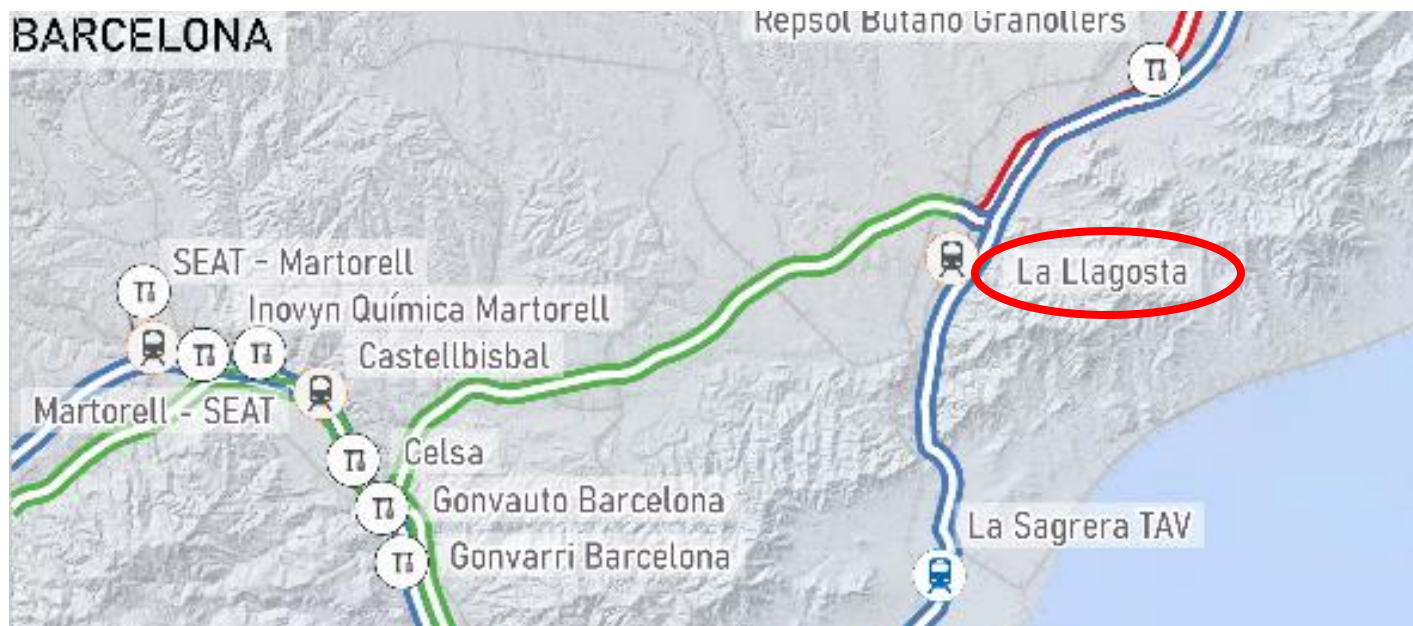 BARCELONA
Repsol Butano Granollers
SEAT - Martorell
Inovyn Química Martorell
La Llagosta
Castellbisbal
Martorell - SEAT
Celsa
Gonvauto Barcelona
La Sagrera TAV
Gonvarri Barcelona